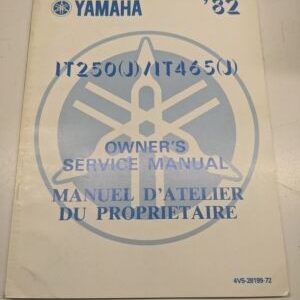 YAMAHA '82
IT250(J)/IT465(J)
OWNER'S
SERVICE MANUAL
MANUEL D'ATELIER
DU PROPRIETAIRE
4V5-28199-72